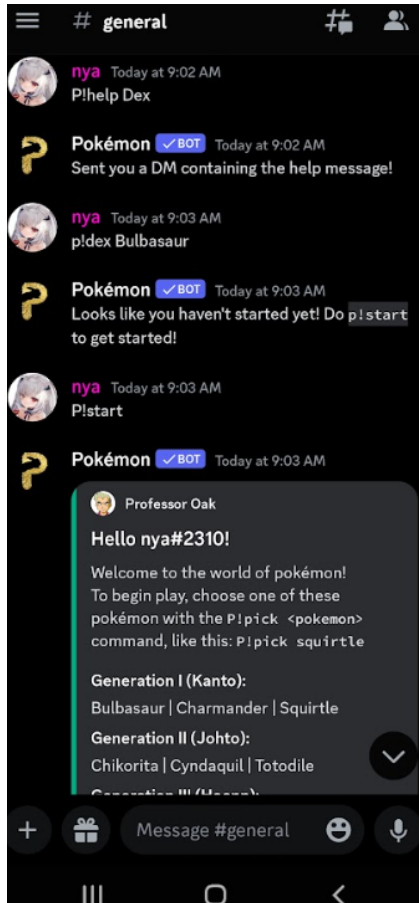 # general
nya Today at 9:02 AM
P!help Dex
Pokémon ✓BOT Today at 9:02 AM
Sent you a DM containing the help message!
nya Today at 9:03 AM
p!dex Bulbasaur
Pokémon ✓BOT Today at 9:03 AM
Looks like you haven't started yet! Do p!start
to get started!
nya Today at 9:03 AM
P!start
Pokémon ✓BOT Today at 9:03 AM
Professor Oak
Hello nya#2310!
Welcome to the world of pokémon!
To begin play, choose one of these
pokémon with the P!pick <pokemon>
command, like this: P!pick squirtle
Generation I (Kanto):
Bulbasaur | Charmander | Squirtle
Generation II (Johto):
Chikorita | Cyndaquil | Totodile
Generation III (Hoenn):
Message #general